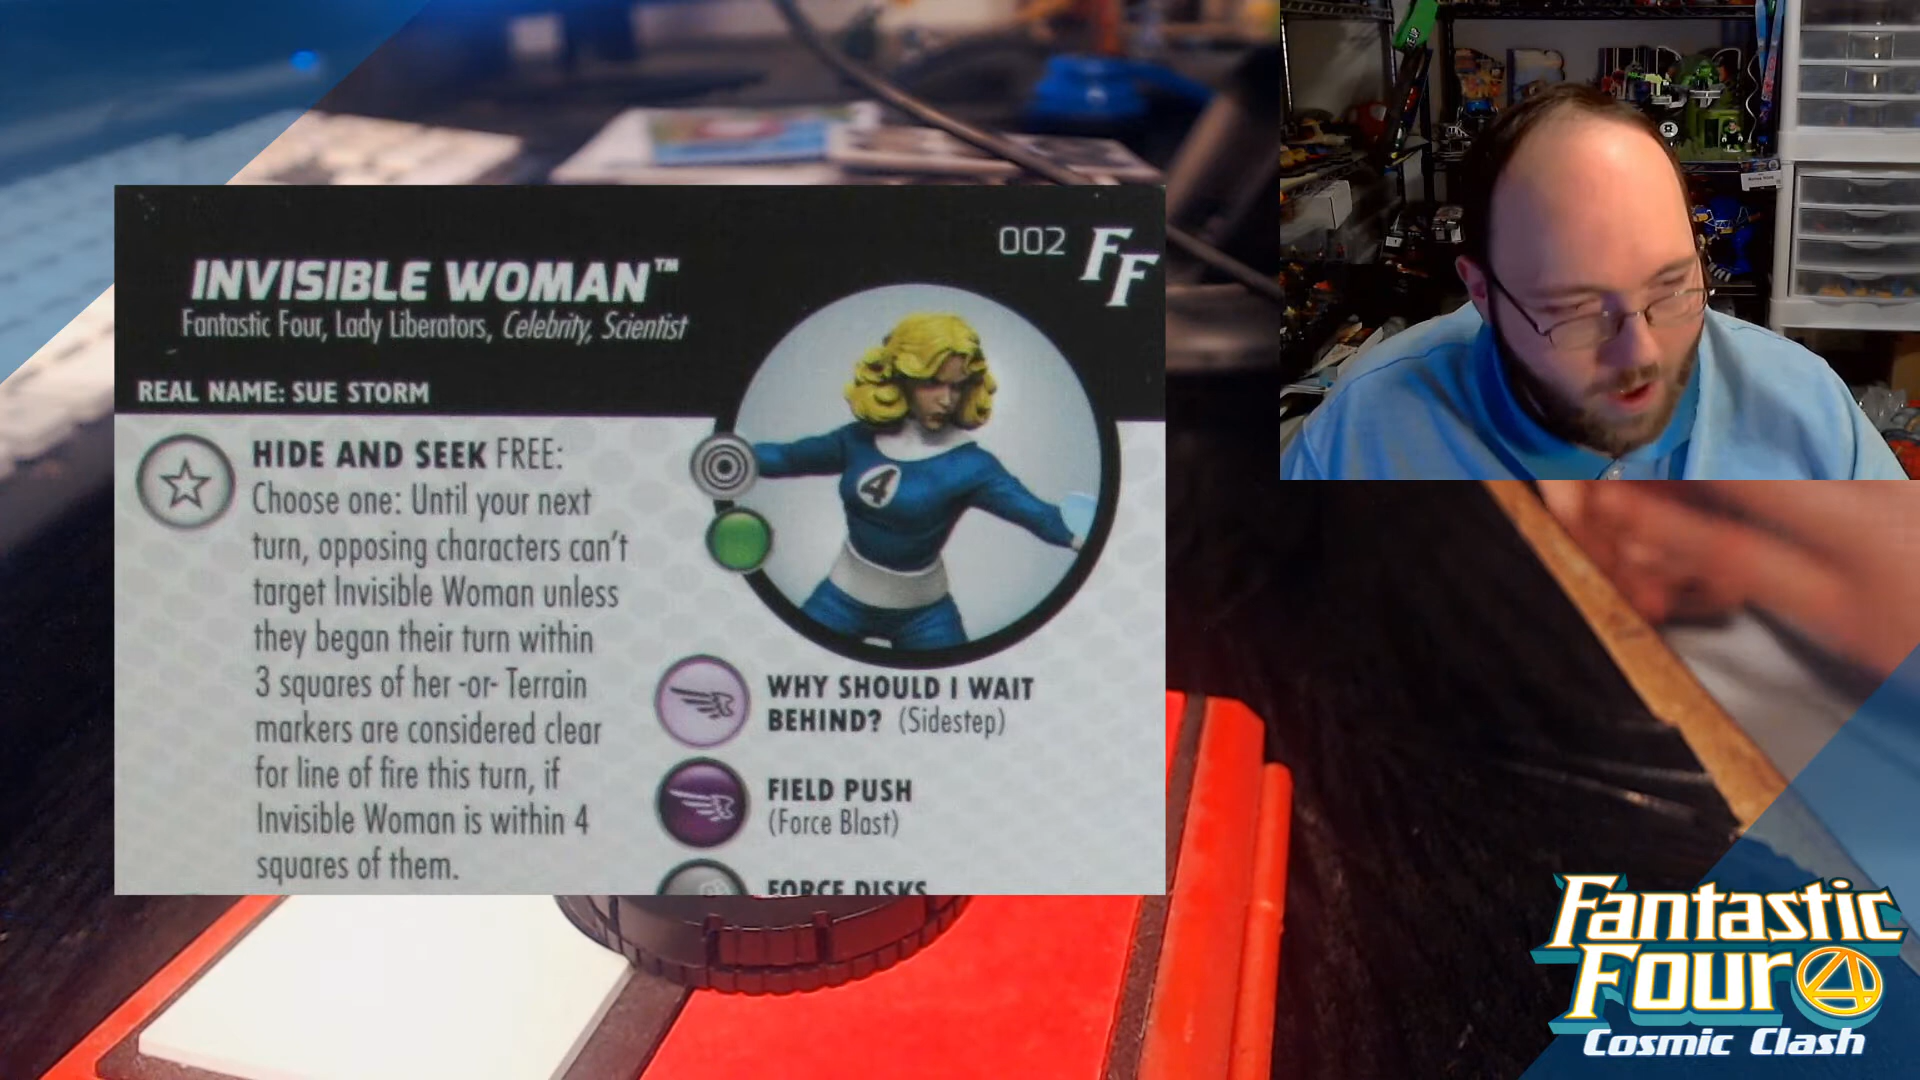 002 FF
INVISIBLE WOMAN™
Fantastic Four, Lady Liberators, Celebrity, Scientist
REAL NAME: SUE STORM
HIDE AND SEEK FREE:
Choose one: Until your next
turn, opposing characters can't
target Invisible Woman unless
they began their turn within
3 squares of her -or- Terrain
markers are considered clear
for line of fire this turn, if
Invisible Woman is within 4
squares of them.
4
WHY SHOULD I WAIT
BEHIND? (Sidestep)
FIELD PUSH
(Force Blast)
FORCE DISKS
Fantastic
Four 4
Cosmic Clash